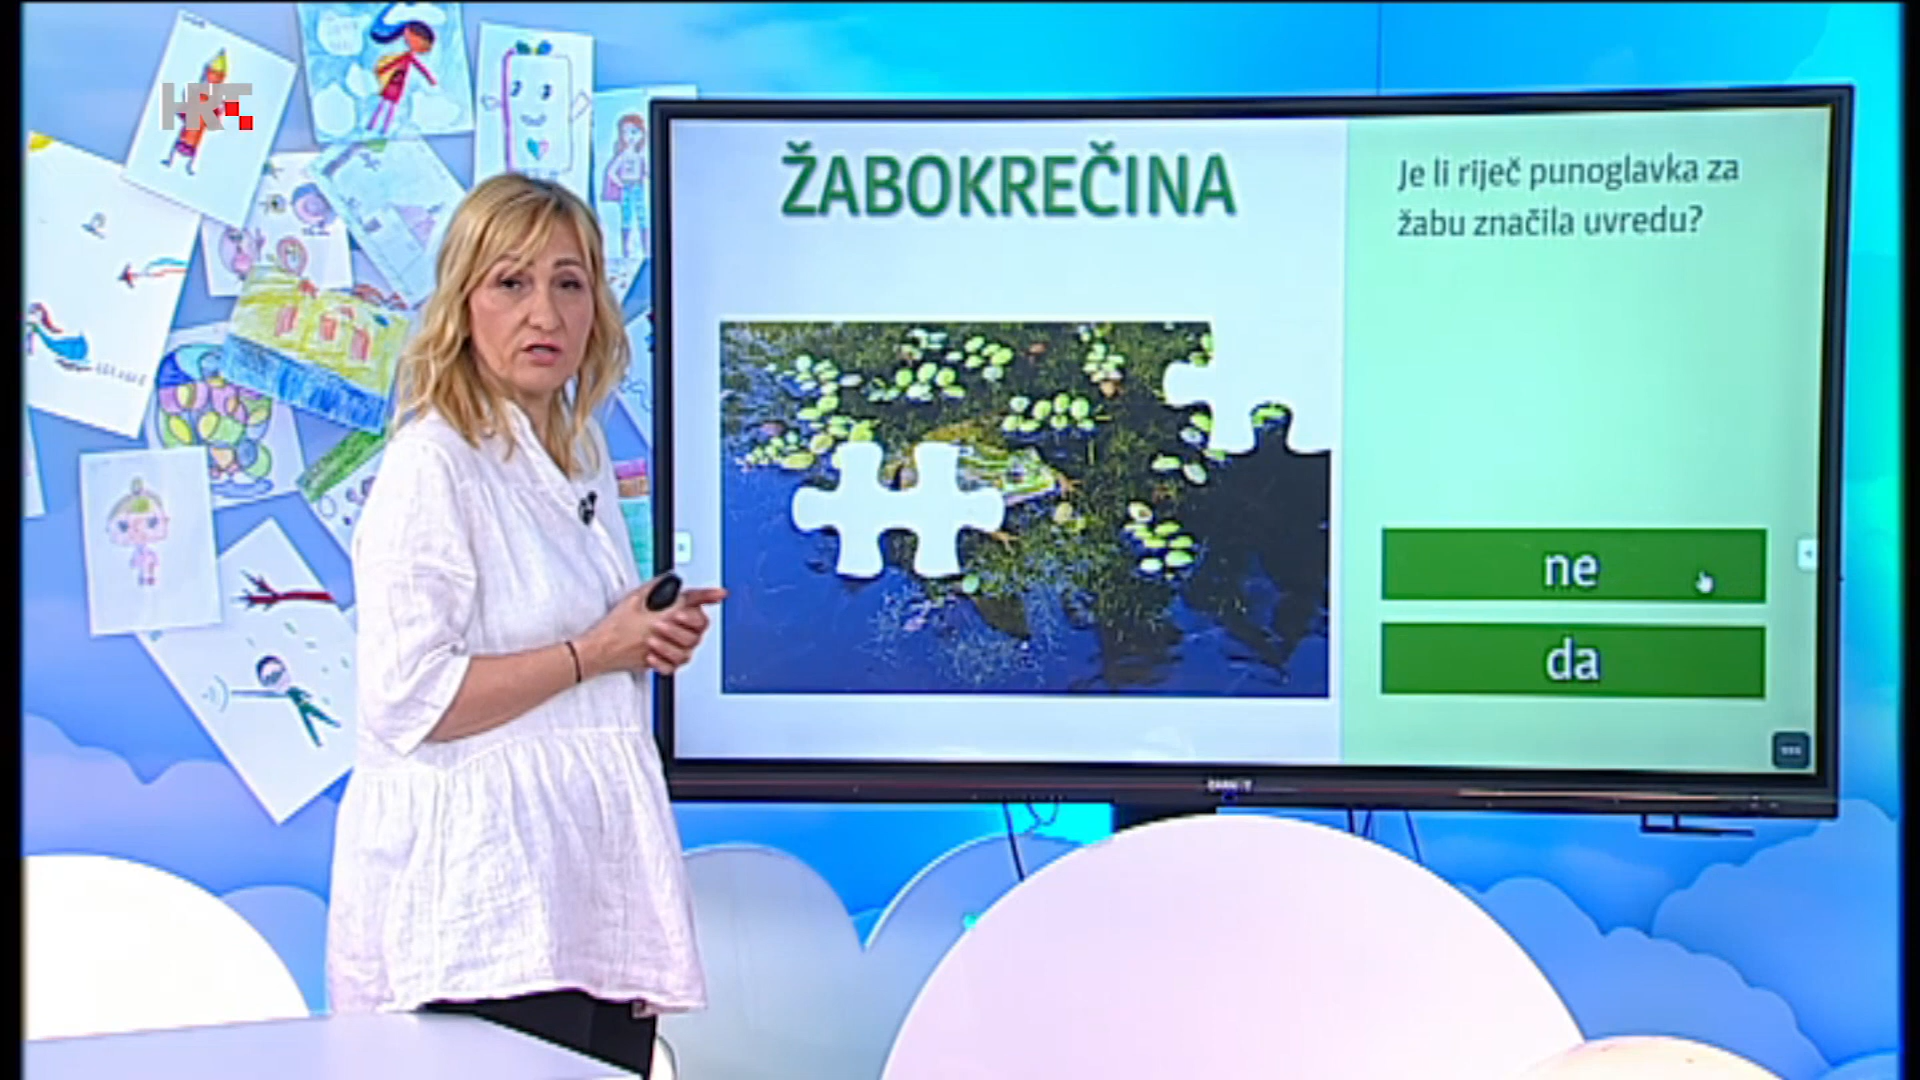 HRT
ŽABOKREČINA
Je li riječ punoglavka za
žabu značila uvredu?
ne
da